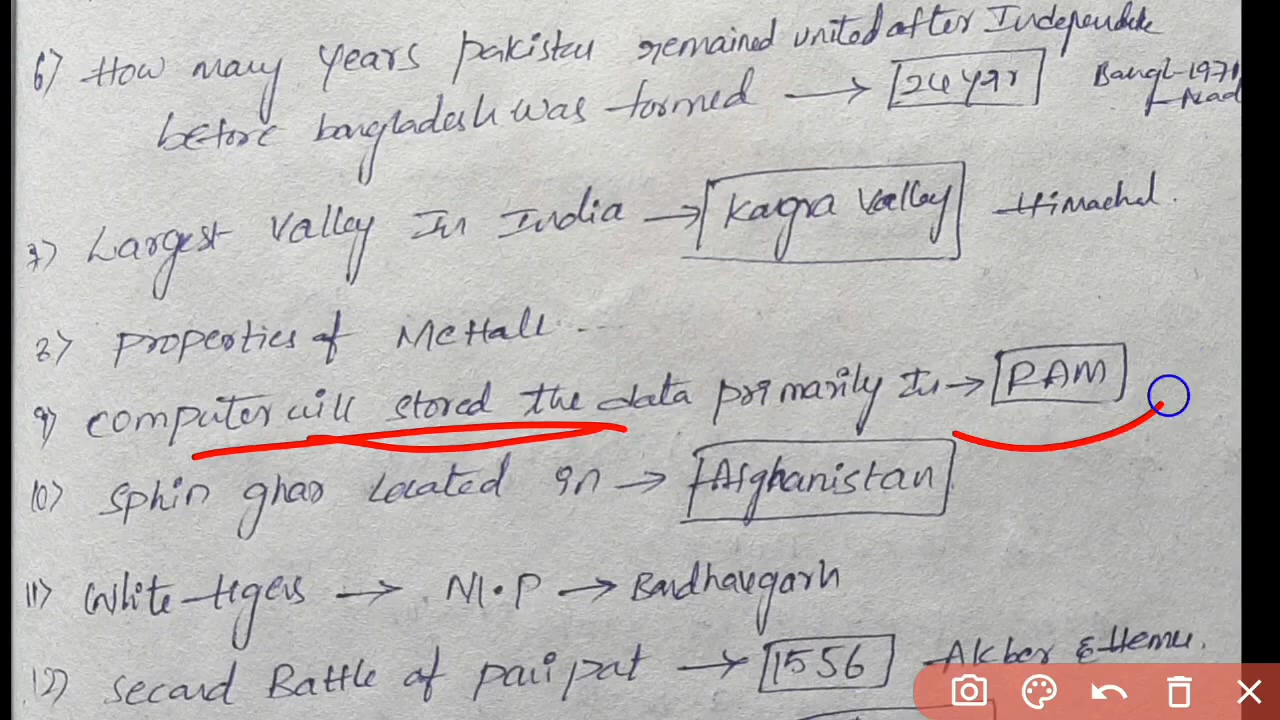 6) How many years pakistan remained united after Independence
before bangladesh was formed → 24 year Bangl-1971
7) Largest Valley In India → Kangra Valley Himachal.
8) properties of Mettall...
9) computer will stored the data primarily In → RAM
10) Sphin ghar Located in → Afghanistan
11) White tigers → M.P → Bandhavgarh
12) Second Battle of panipat → 1556 Akber & Hemu.